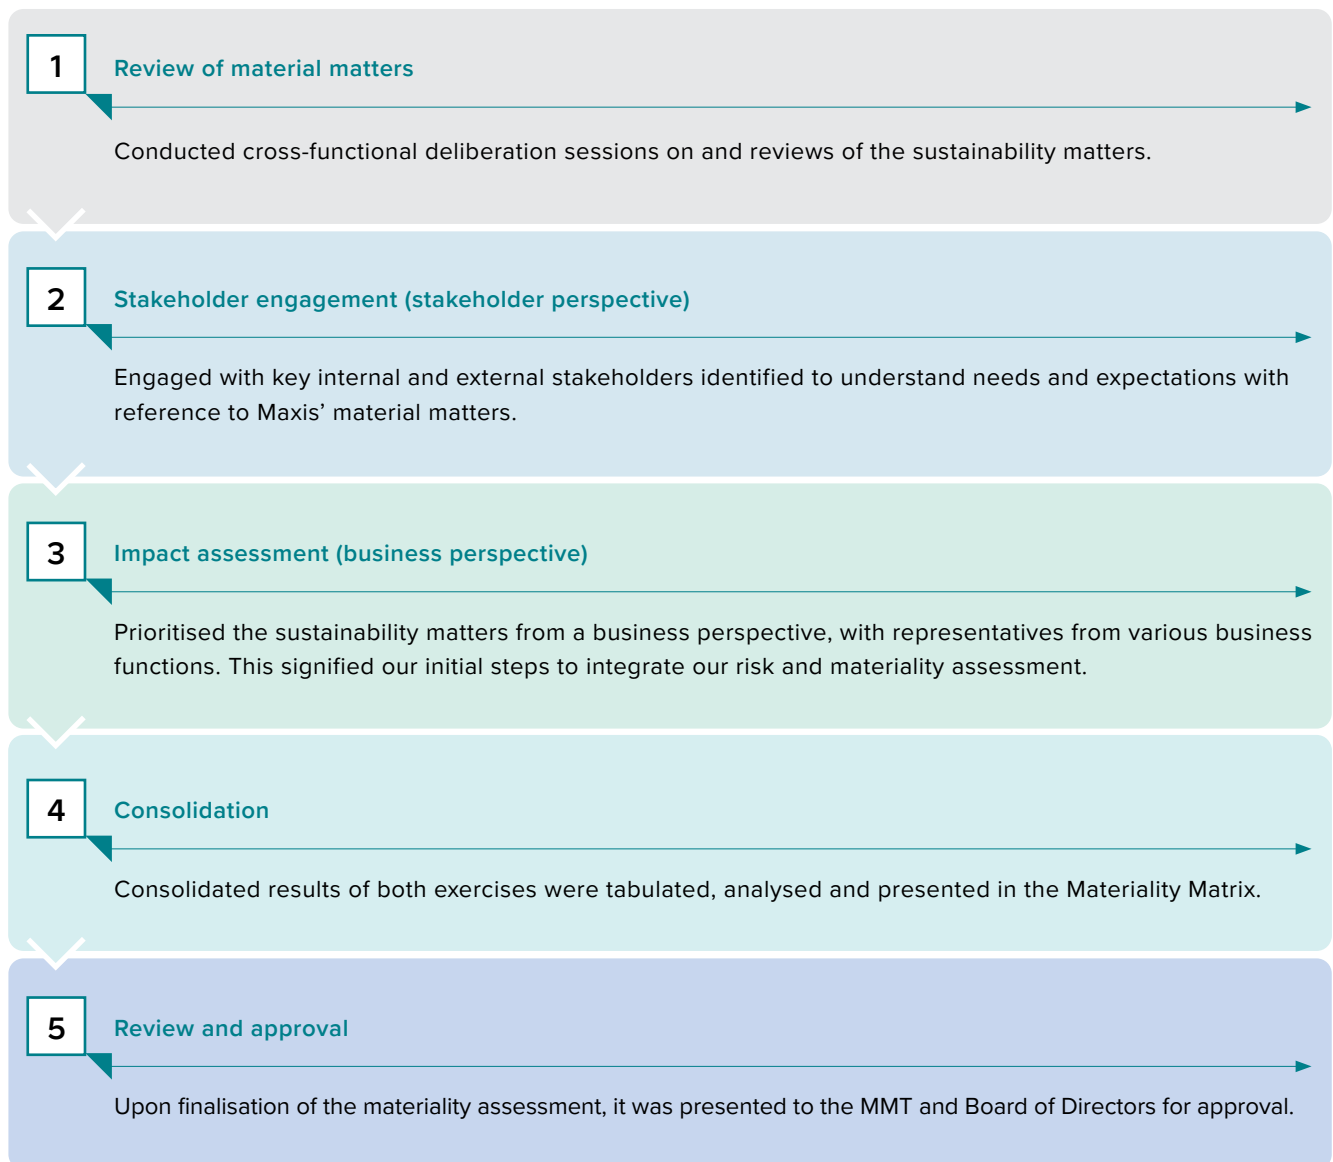 1
Review of material matters
Conducted cross-functional deliberation sessions on and reviews of the sustainability matters.
2
Stakeholder engagement (stakeholder perspective)
Engaged with key internal and external stakeholders identified to understand needs and expectations with
reference to Maxis’ material matters.
3
Impact assessment (business perspective)
Prioritised the sustainability matters from a business perspective, with representatives from various business
functions. This signified our initial steps to integrate our risk and materiality assessment.
4
Consolidation
Consolidated results of both exercises were tabulated, analysed and presented in the Materiality Matrix.
5
Review and approval
Upon finalisation of the materiality assessment, it was presented to the MMT and Board of Directors for approval.